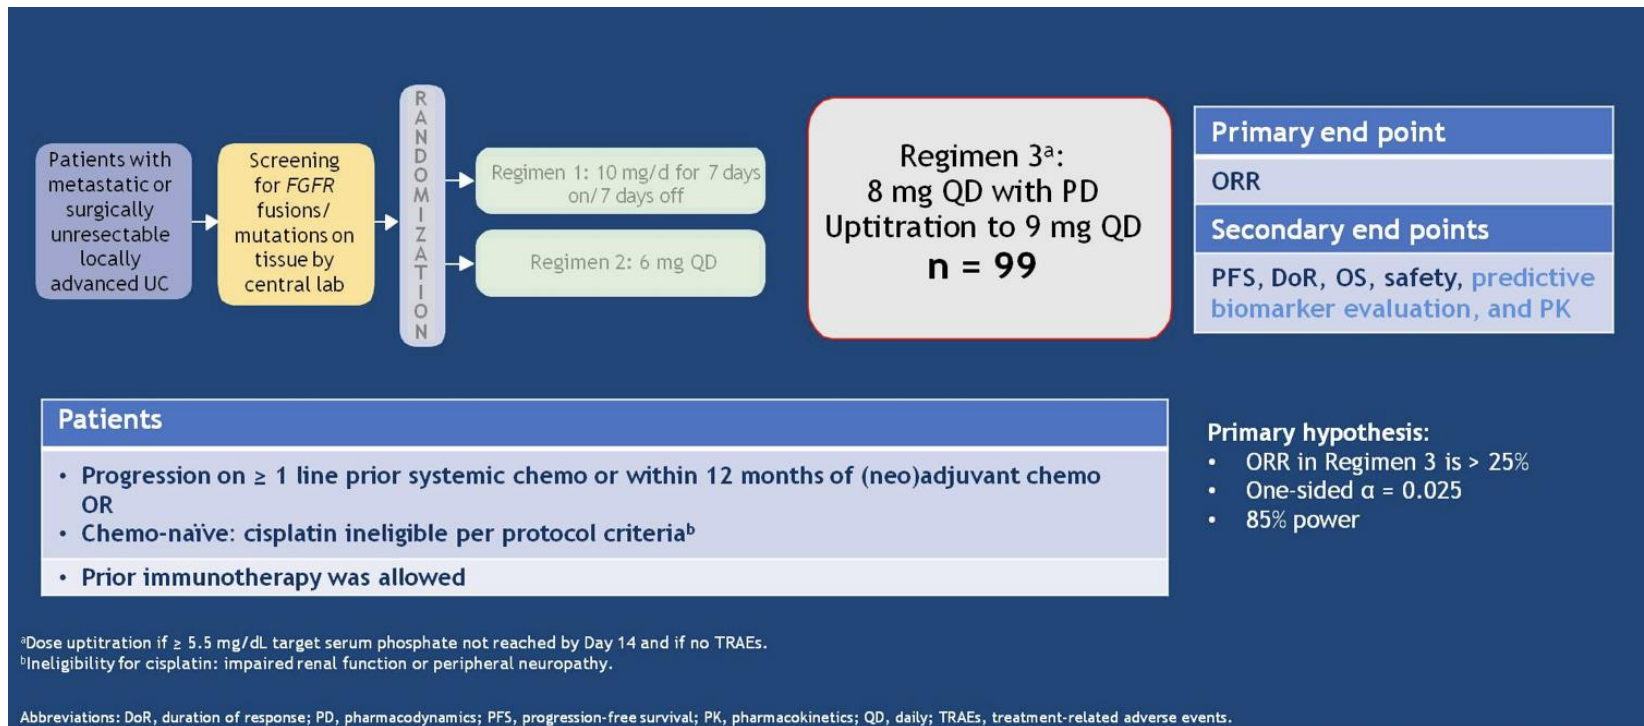 Patients with
metastatic or
surgically
unresectable
locally
advanced UC
Screening
for FGFR
fusions/
mutations on
tissue by
central lab
RANDOMIZATION
Regimen 1: 10 mg/d for 7 days
on/7 days off
Regimen 2: 6 mg QD
Regimen 3ᵃ:
8 mg QD with PD
Uptitration to 9 mg QD
n = 99
Primary end point
ORR
Secondary end points
PFS, DoR, OS, safety, predictive
biomarker evaluation, and PK
Patients
• Progression on ≥ 1 line prior systemic chemo or within 12 months of (neo)adjuvant chemo
OR
• Chemo-naïve: cisplatin ineligible per protocol criteriaᵇ
• Prior immunotherapy was allowed
Primary hypothesis:
• ORR in Regimen 3 is > 25%
• One-sided α = 0.025
• 85% power
ᵃDose uptitration if ≥ 5.5 mg/dL target serum phosphate not reached by Day 14 and if no TRAEs.
ᵇIneligibility for cisplatin: impaired renal function or peripheral neuropathy.
Abbreviations: DoR, duration of response; PD, pharmacodynamics; PFS, progression-free survival; PK, pharmacokinetics; QD, daily; TRAEs, treatment-related adverse events.